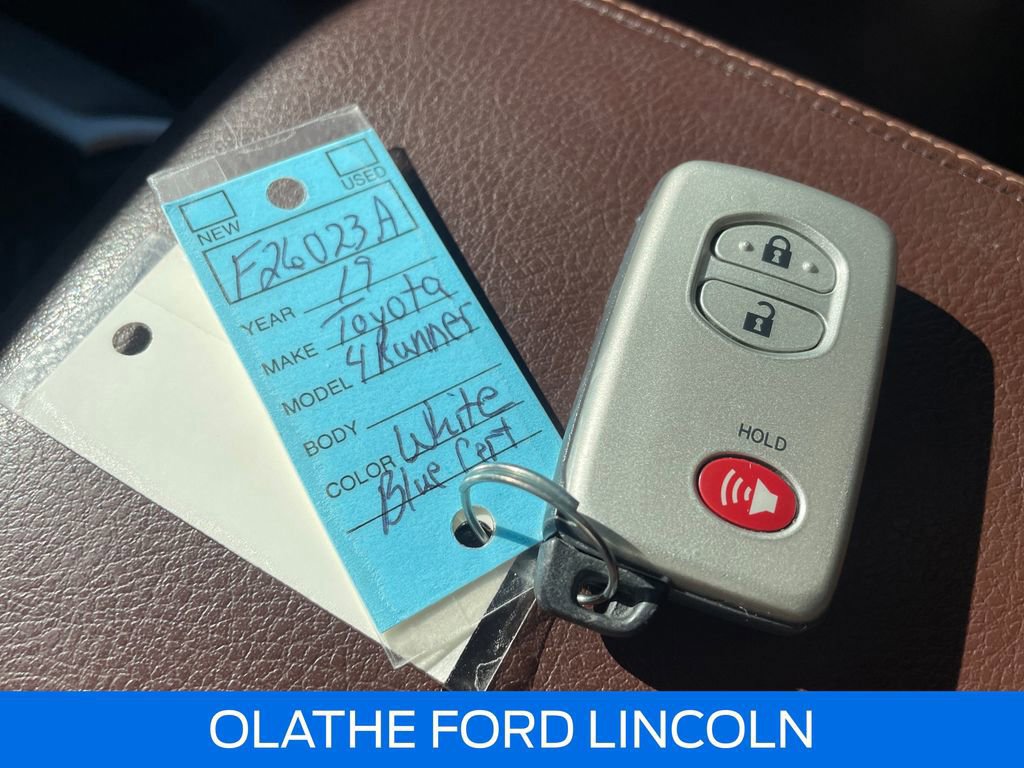 NEW
USED
F26023A
YEAR 19
MAKE Toyota
MODEL 4Runner
BODY
COLOR White
Blue Cert
HOLD
OLATHE FORD LINCOLN